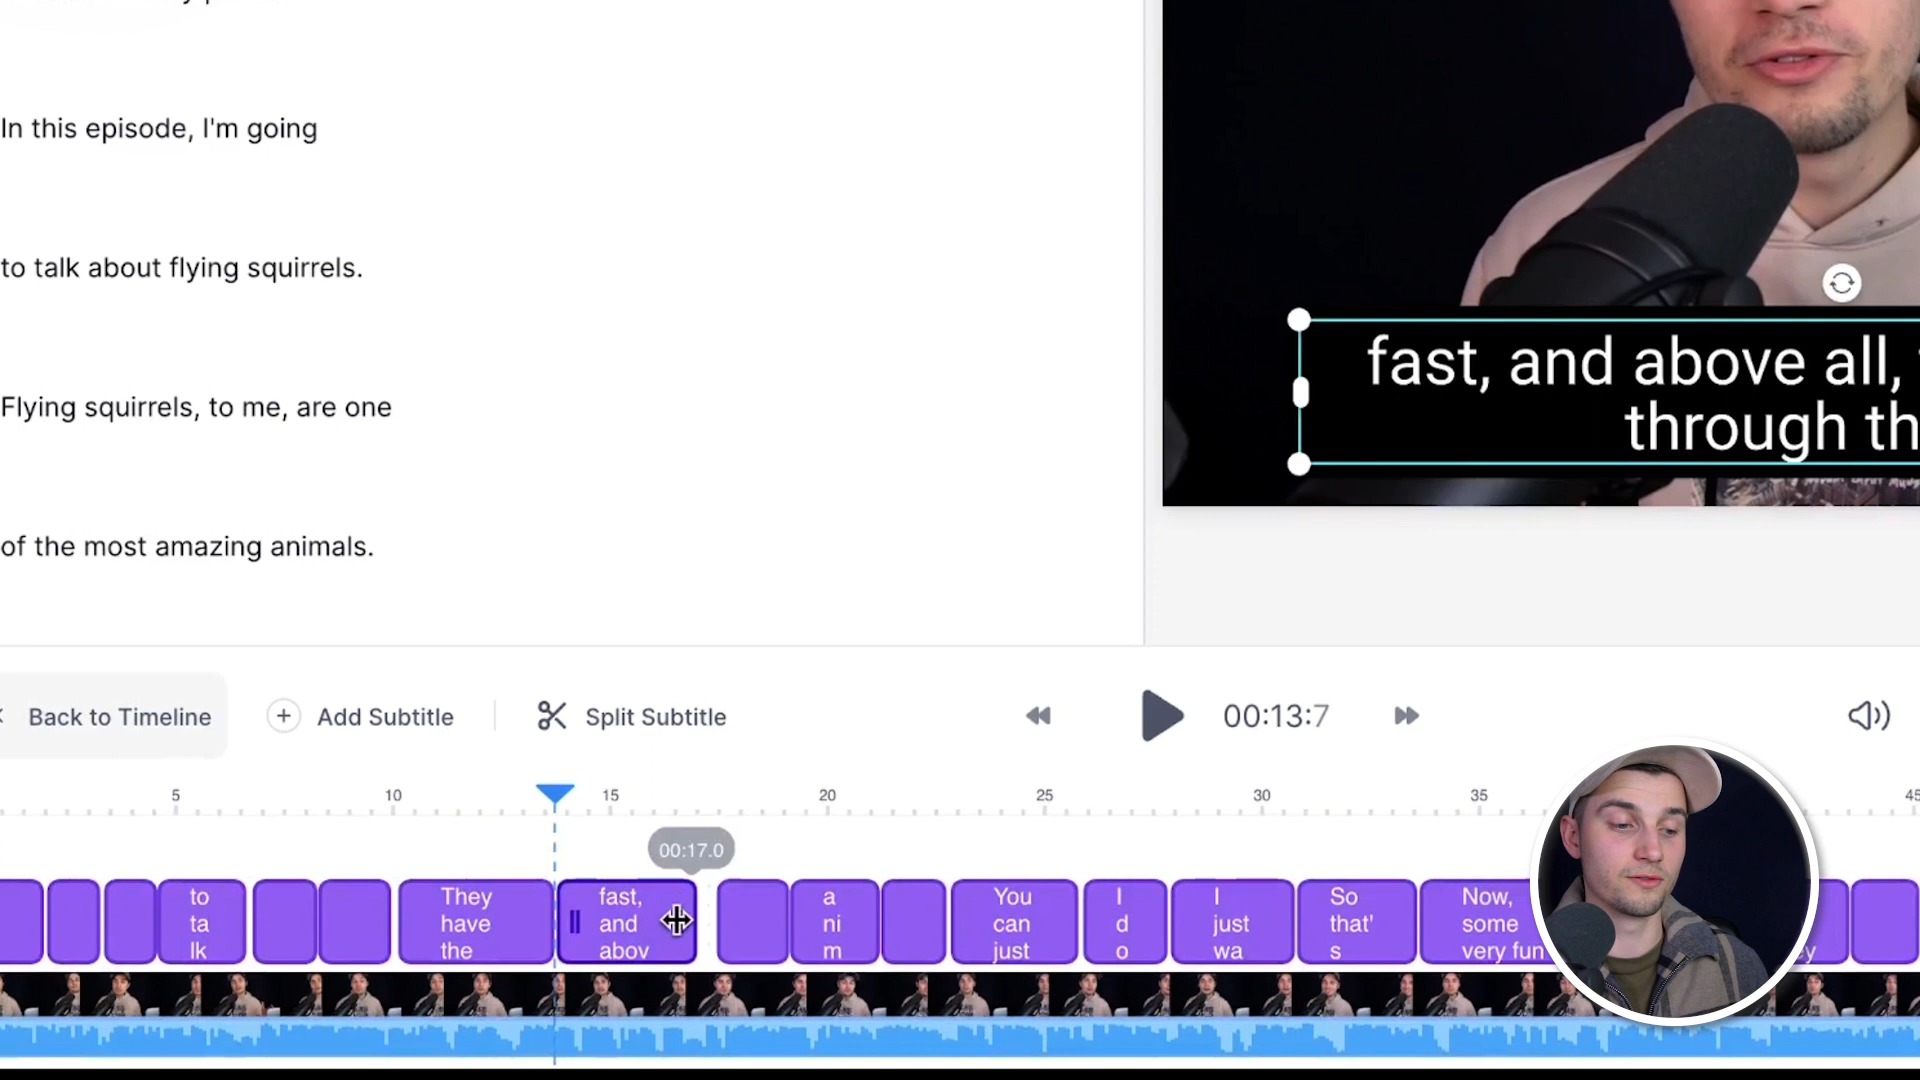 In this episode, I'm going
to talk about flying squirrels.
Flying squirrels, to me, are one
of the most amazing animals.
fast, and above all,
through th
Back to Timeline
Add Subtitle
Split Subtitle
00:13:7
5
10
15
20
25
30
35
45
00:17.0
to
ta
lk
They
have
the
fast,
and
abov
a
ni
m
You
can
just
I
d
o
I
just
wa
So
that'
s
Now,
some
very fun